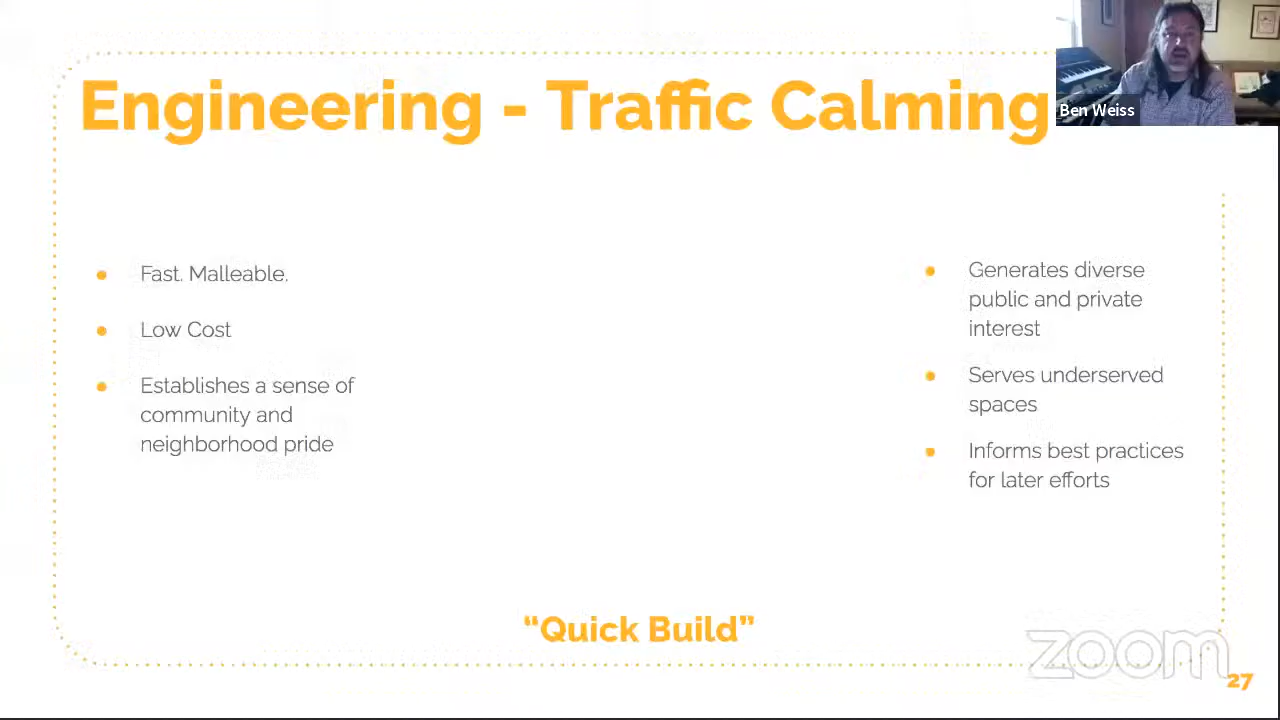 Engineering - Traffic Calming
Ben Weiss
Fast. Malleable.
Low Cost
Establishes a sense of
community and
neighborhood pride
Generates diverse
public and private
interest
Serves underserved
spaces
Informs best practices
for later efforts
“Quick Build”
zoom
27